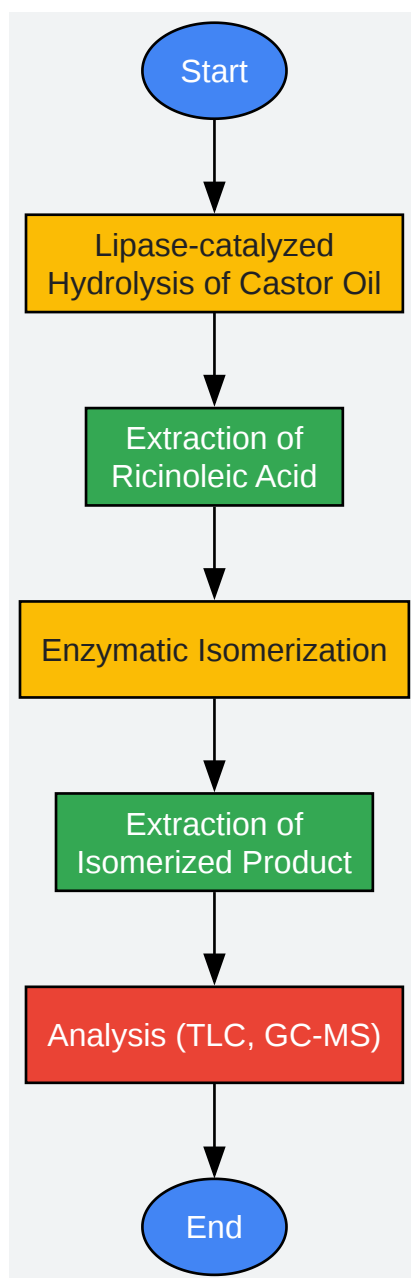 Start
Lipase-catalyzed
Hydrolysis of Castor Oil
Extraction of
Ricinoleic Acid
Enzymatic Isomerization
Extraction of
Isomerized Product
Analysis (TLC, GC-MS)
End